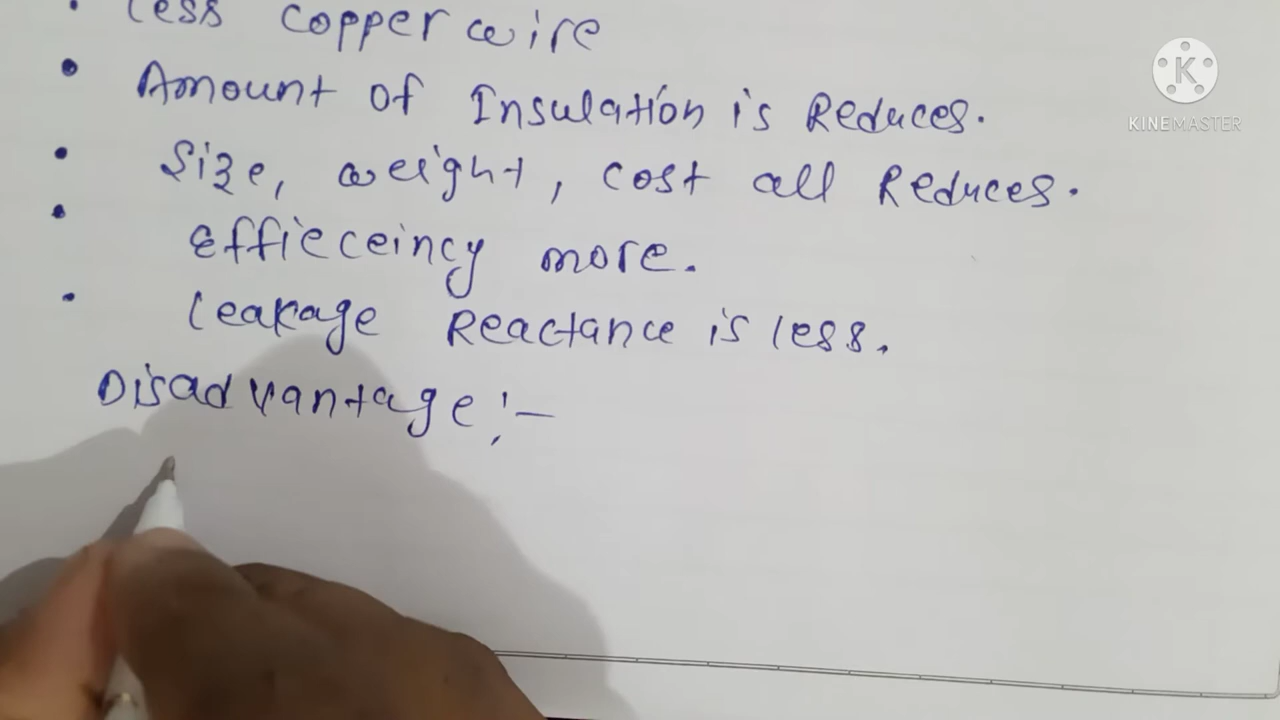 • Less Copper wire
• Amount of Insulation is Reduces.
• Size, weight, cost all Reduces.
• Effieceincy more.
• Leakage Reactance is less.
Disadvantage :-
K
KINEMASTER